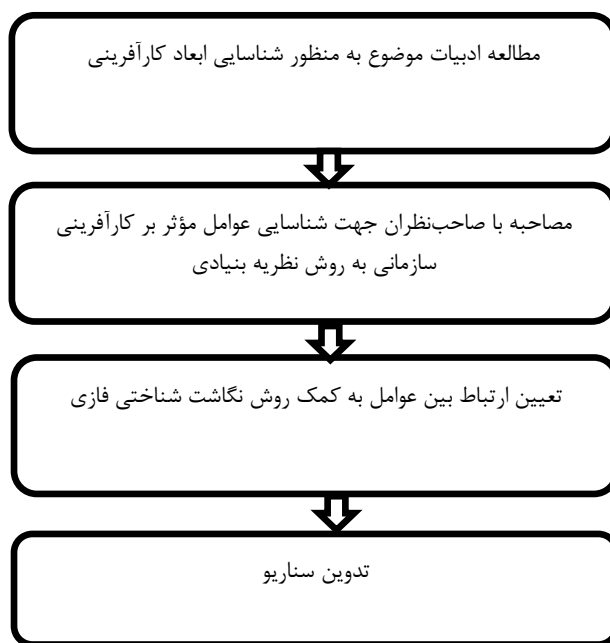 مطالعه ادبیات موضوع به منظور شناسایی ابعاد کارآفرینی
مصاحبه با صاحب‌نظران جهت شناسایی عوامل مؤثر بر کارآفرینی
سازمانی به روش نظریه بنیادی
تعیین ارتباط بین عوامل به کمک روش نگاشت شناختی فازی
تدوین سناریو